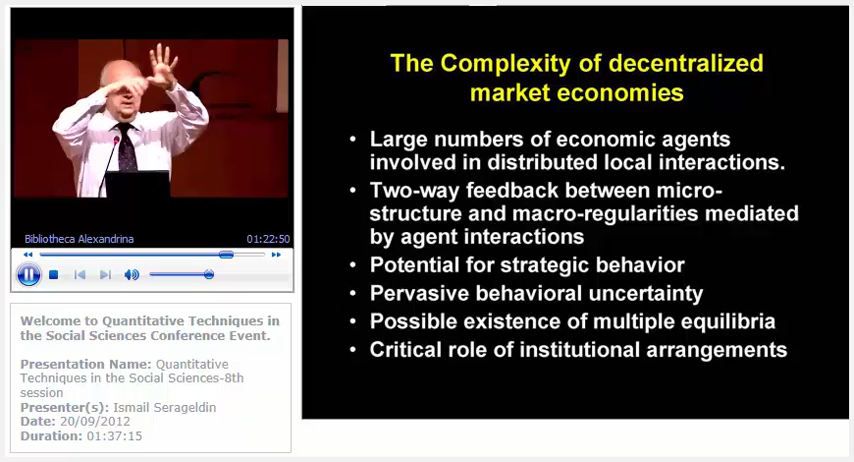 The Complexity of decentralized
market economies
• Large numbers of economic agents
involved in distributed local interactions.
• Two-way feedback between micro-
structure and macro-regularities mediated
by agent interactions
• Potential for strategic behavior
• Pervasive behavioral uncertainty
• Possible existence of multiple equilibria
• Critical role of institutional arrangements
Bibliotheca Alexandrina 01:22:50
Welcome to Quantitative Techniques in
the Social Sciences Conference Event.
Presentation Name: Quantitative
Techniques in the Social Sciences-8th
session
Presenter(s): Ismail Serageldin
Date: 20/09/2012
Duration: 01:37:15